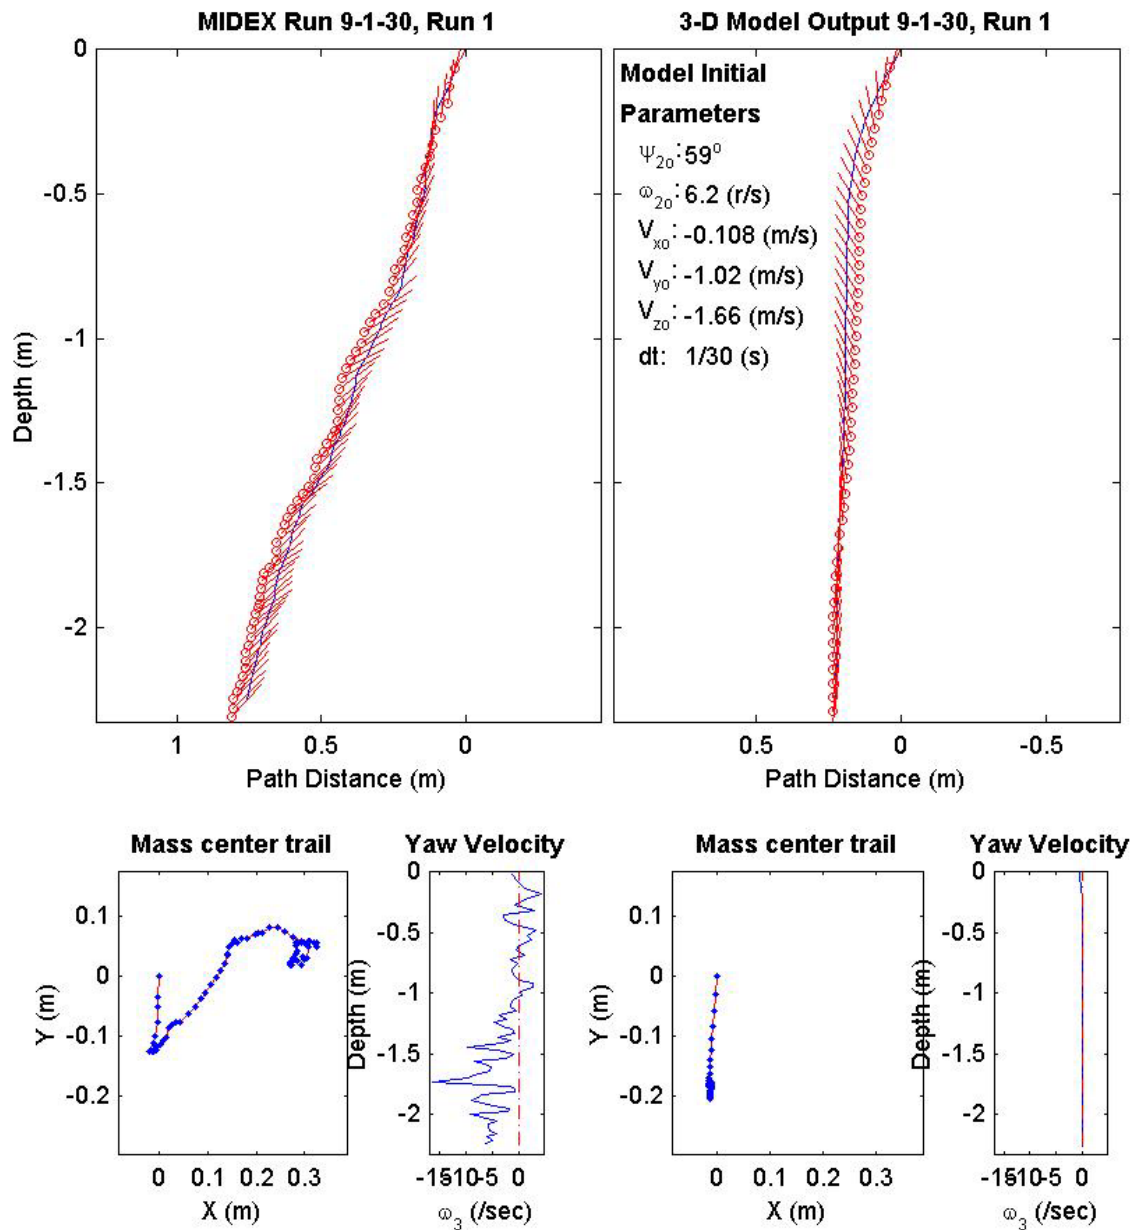 MIDEX Run 9-1-30, Run 1
3-D Model Output 9-1-30, Run 1
0
-0.5
-1
-1.5
-2
Depth (m)
1
0.5
0
Path Distance (m)
Model Initial
Parameters
Ψ2o: 59°
ω2o: 6.2 (r/s)
Vxo: -0.108 (m/s)
Vyo: -1.02 (m/s)
Vzo: -1.66 (m/s)
dt: 1/30 (s)
0.5
0
-0.5
Path Distance (m)
Mass center trail
0.1
0
-0.1
-0.2
Y (m)
0
0.1
0.2
0.3
X (m)
Yaw Velocity
0
-0.5
-1
-1.5
-2
Depth (m)
-15
-10
-5
0
ω3 (/sec)
Mass center trail
0.1
0
-0.1
-0.2
Y (m)
0
0.1
0.2
0.3
X (m)
Yaw Velocity
0
-0.5
-1
-1.5
-2
Depth (m)
-15
-10
-5
0
ω3 (/sec)